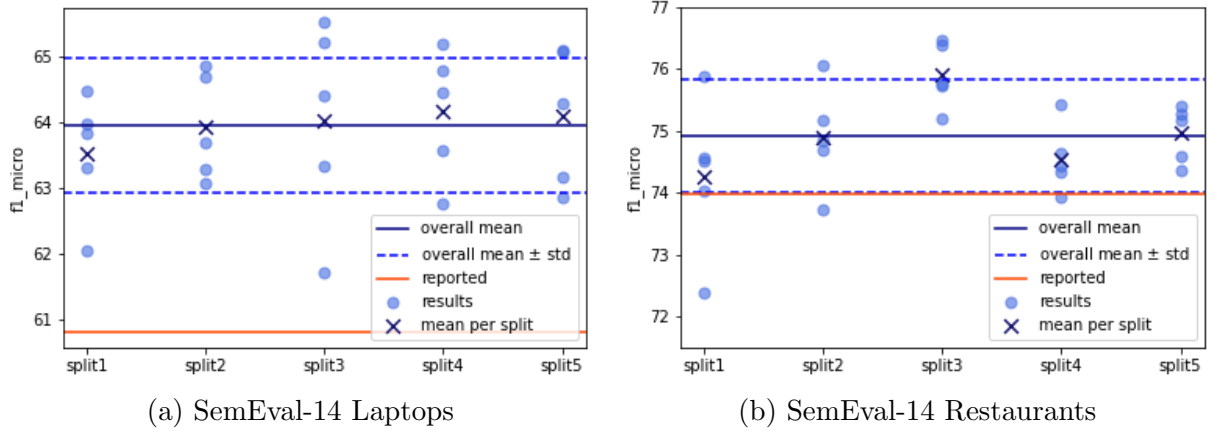 65
64
63
62
61
f1_micro
split1 split2 split3 split4 split5
overall mean
overall mean ± std
reported
results
mean per split
(a) SemEval-14 Laptops
77
76
75
74
73
72
f1_micro
split1 split2 split3 split4 split5
overall mean
overall mean ± std
reported
results
mean per split
(b) SemEval-14 Restaurants